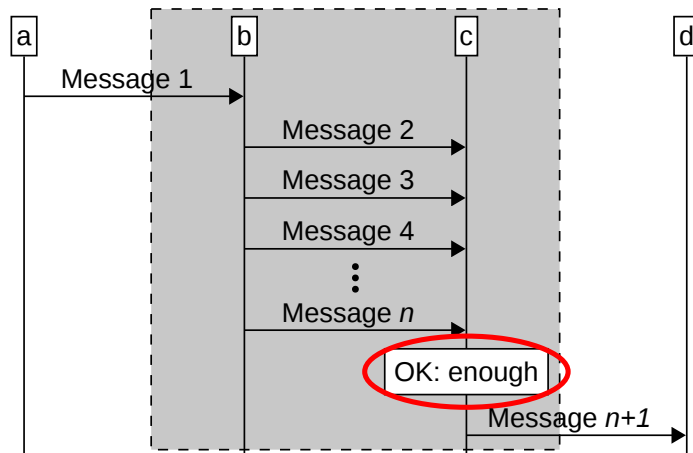 a
b
c
d
Message 1
Message 2
Message 3
Message 4
Message n
OK: enough
Message n+1